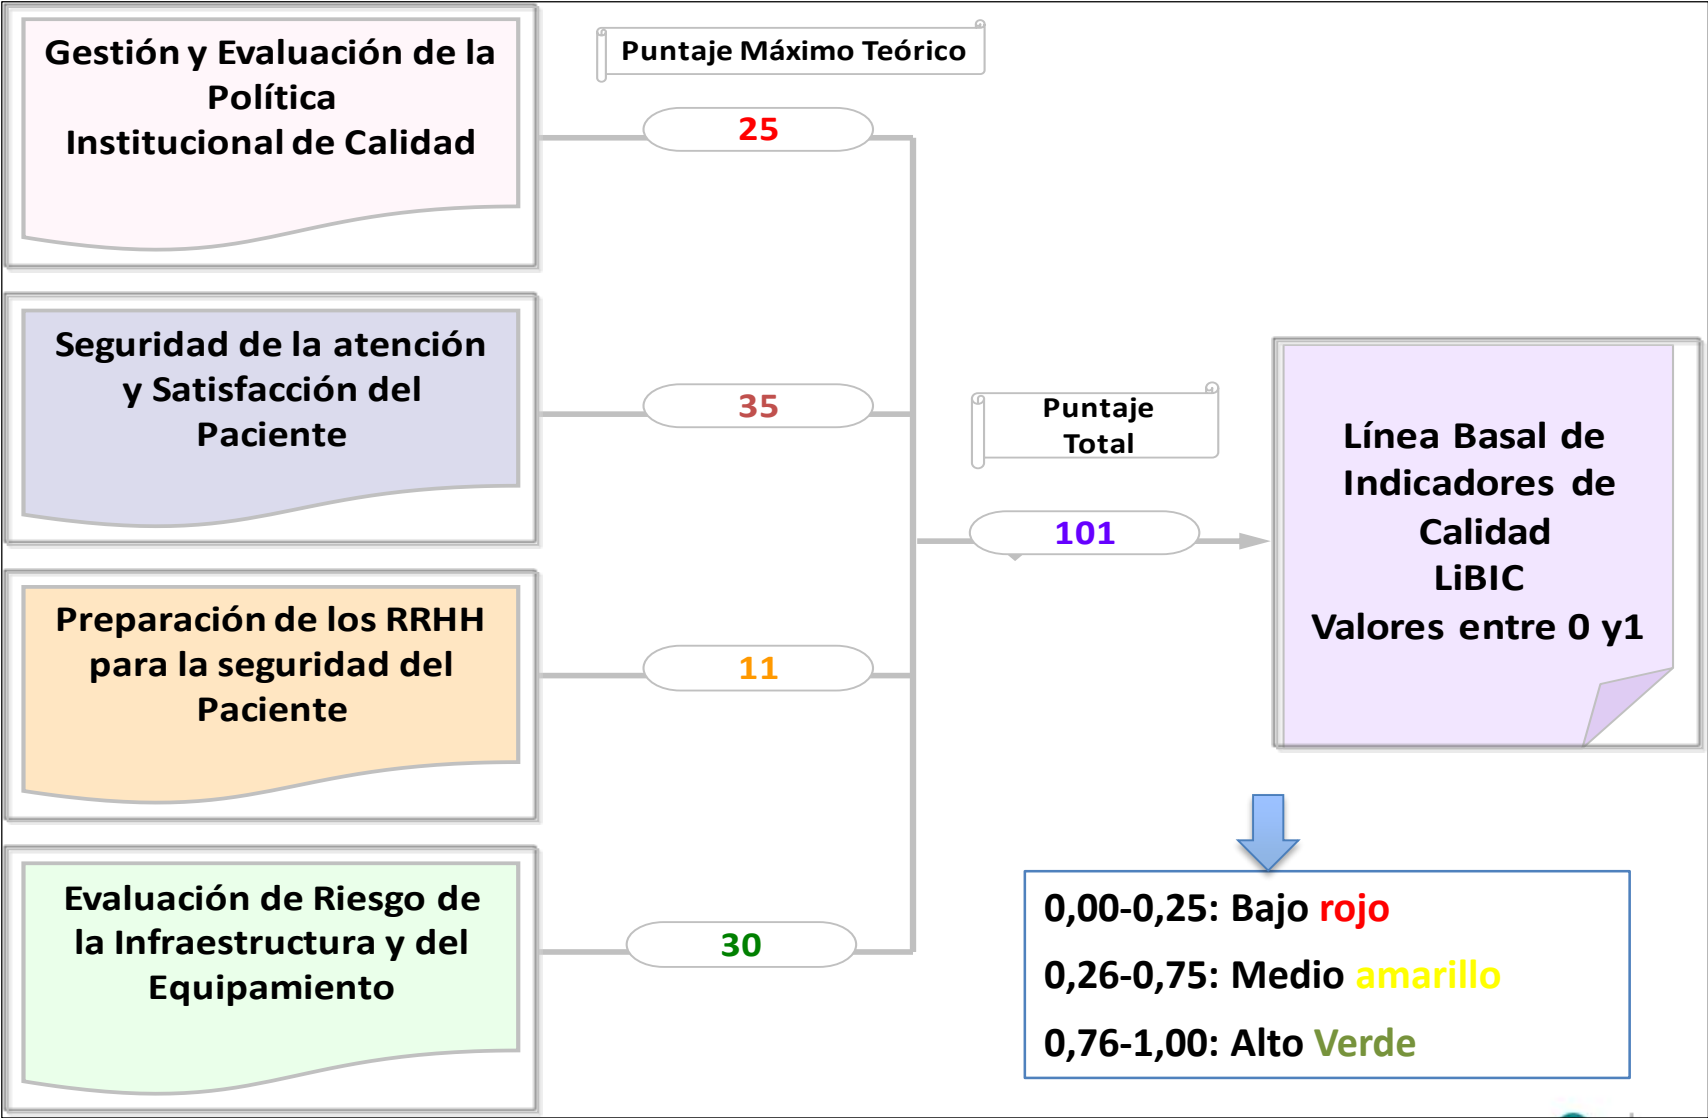 Gestión y Evaluación de la
Política
Institucional de Calidad
Puntaje Máximo Teórico
25
Seguridad de la atención
y Satisfacción del
Paciente
35
Preparación de los RRHH
para la seguridad del
Paciente
11
Evaluación de Riesgo de
la Infraestructura y del
Equipamiento
30
Puntaje
Total
101
Línea Basal de
Indicadores de
Calidad
LiBIC
Valores entre 0 y1
0,00-0,25: Bajo rojo
0,26-0,75: Medio amarillo
0,76-1,00: Alto Verde